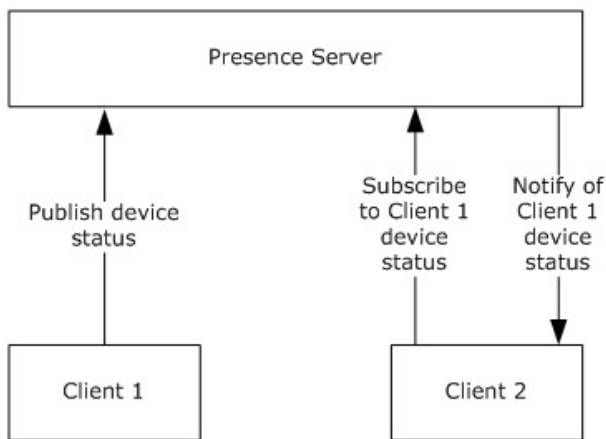 Presence Server
Publish device
status
Subscribe
to Client 1
device
status
Notify of
Client 1
device
status
Client 1
Client 2